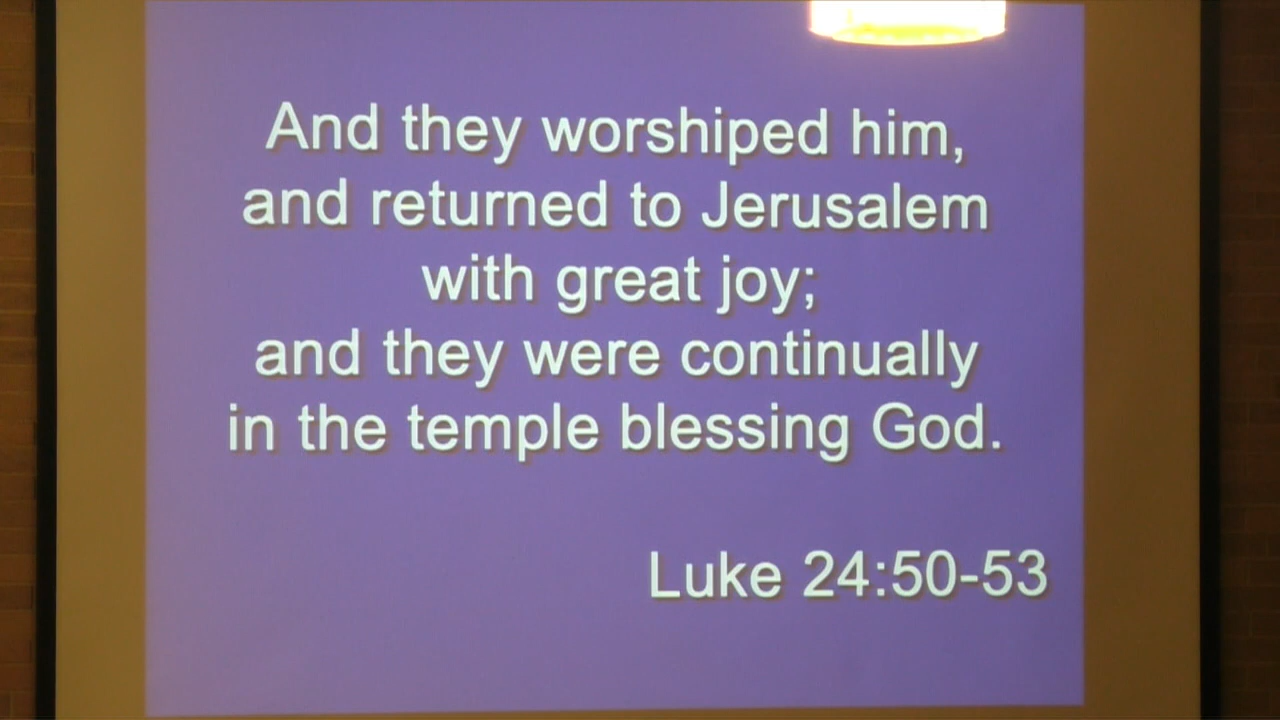 And they worshiped him,
and returned to Jerusalem
with great joy;
and they were continually
in the temple blessing God.
Luke 24:50-53